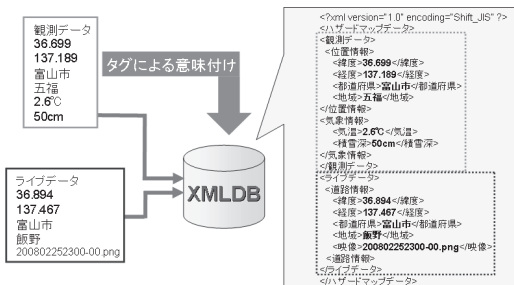 観測データ
36.699
137.189
富山市
五福
2.6℃
50cm
タグによる意味付け
ライブデータ
36.894
137.467
富山市
飯野
200802252300-00.png
XMLDB
<?xml version="1.0" encoding="Shift_JIS" ?>
<ハザードマップデータ>
<観測データ>
<位置情報>
<緯度>36.699</緯度>
<経度>137.189</経度>
<都道府県>富山市</都道府県>
<地域>五福</地域>
</位置情報>
<気象情報>
<気温>2.6℃</気温>
<積雪深>50cm</積雪深>
</気象情報>
</観測データ>
<ライブデータ>
<道路情報>
<緯度>36.894</緯度>
<経度>137.467</経度>
<都道府県>富山市</都道府県>
<地域>飯野</地域>
<映像>200802252300-00.png</映像>
<道路情報>
</ライブデータ>
</ハザードマップデータ>